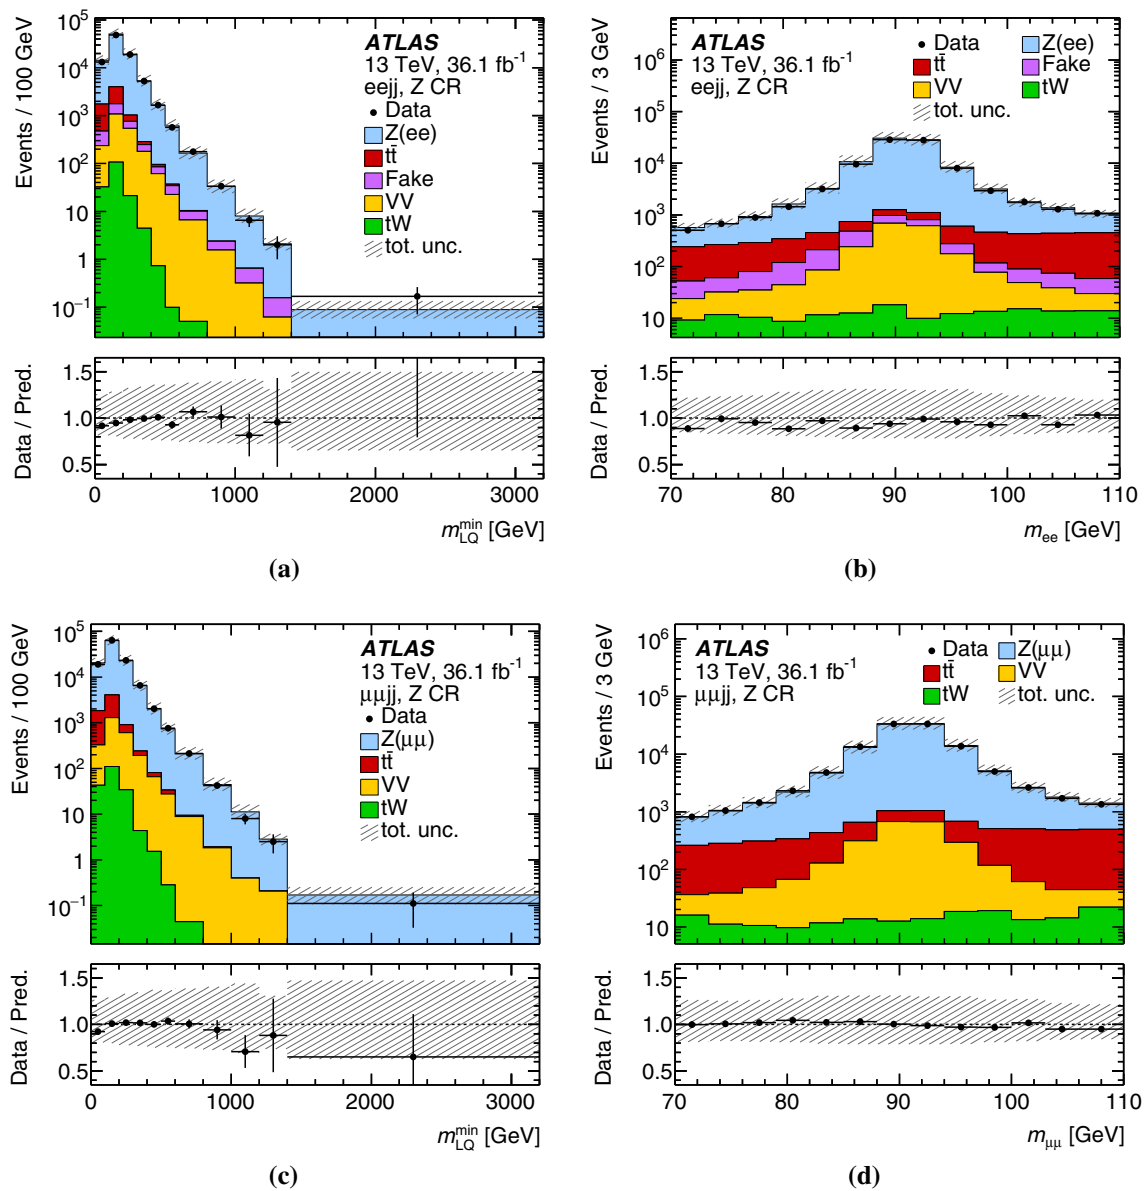 Events / 100 GeV
10⁵
10⁴
10³
10²
10
1
10⁻¹
ATLAS
13 TeV, 36.1 fb⁻¹
eejj, Z CR
Data
Z(ee)
tt̄
Fake
VV
tW
tot. unc.
Data / Pred.
1.5
1.0
0.5
0 1000 2000 3000
m_LQ^min [GeV]
(a)
Events / 3 GeV
10⁶
10⁵
10⁴
10³
10²
10
ATLAS
13 TeV, 36.1 fb⁻¹
eejj, Z CR
Data Z(ee)
tt̄ Fake
VV tW
tot. unc.
Data / Pred.
1.5
1.0
0.5
70 80 90 100 110
m_ee [GeV]
(b)
Events / 100 GeV
10⁵
10⁴
10³
10²
10
1
10⁻¹
ATLAS
13 TeV, 36.1 fb⁻¹
μμjj, Z CR
Data
Z(μμ)
tt̄
VV
tW
tot. unc.
Data / Pred.
1.5
1.0
0.5
0 1000 2000 3000
m_LQ^min [GeV]
(c)
Events / 3 GeV
10⁶
10⁵
10⁴
10³
10²
10
ATLAS
13 TeV, 36.1 fb⁻¹
μμjj, Z CR
Data Z(μμ)
tt̄ VV
tW tot. unc.
Data / Pred.
1.5
1.0
0.5
70 80 90 100 110
m_μμ [GeV]
(d)